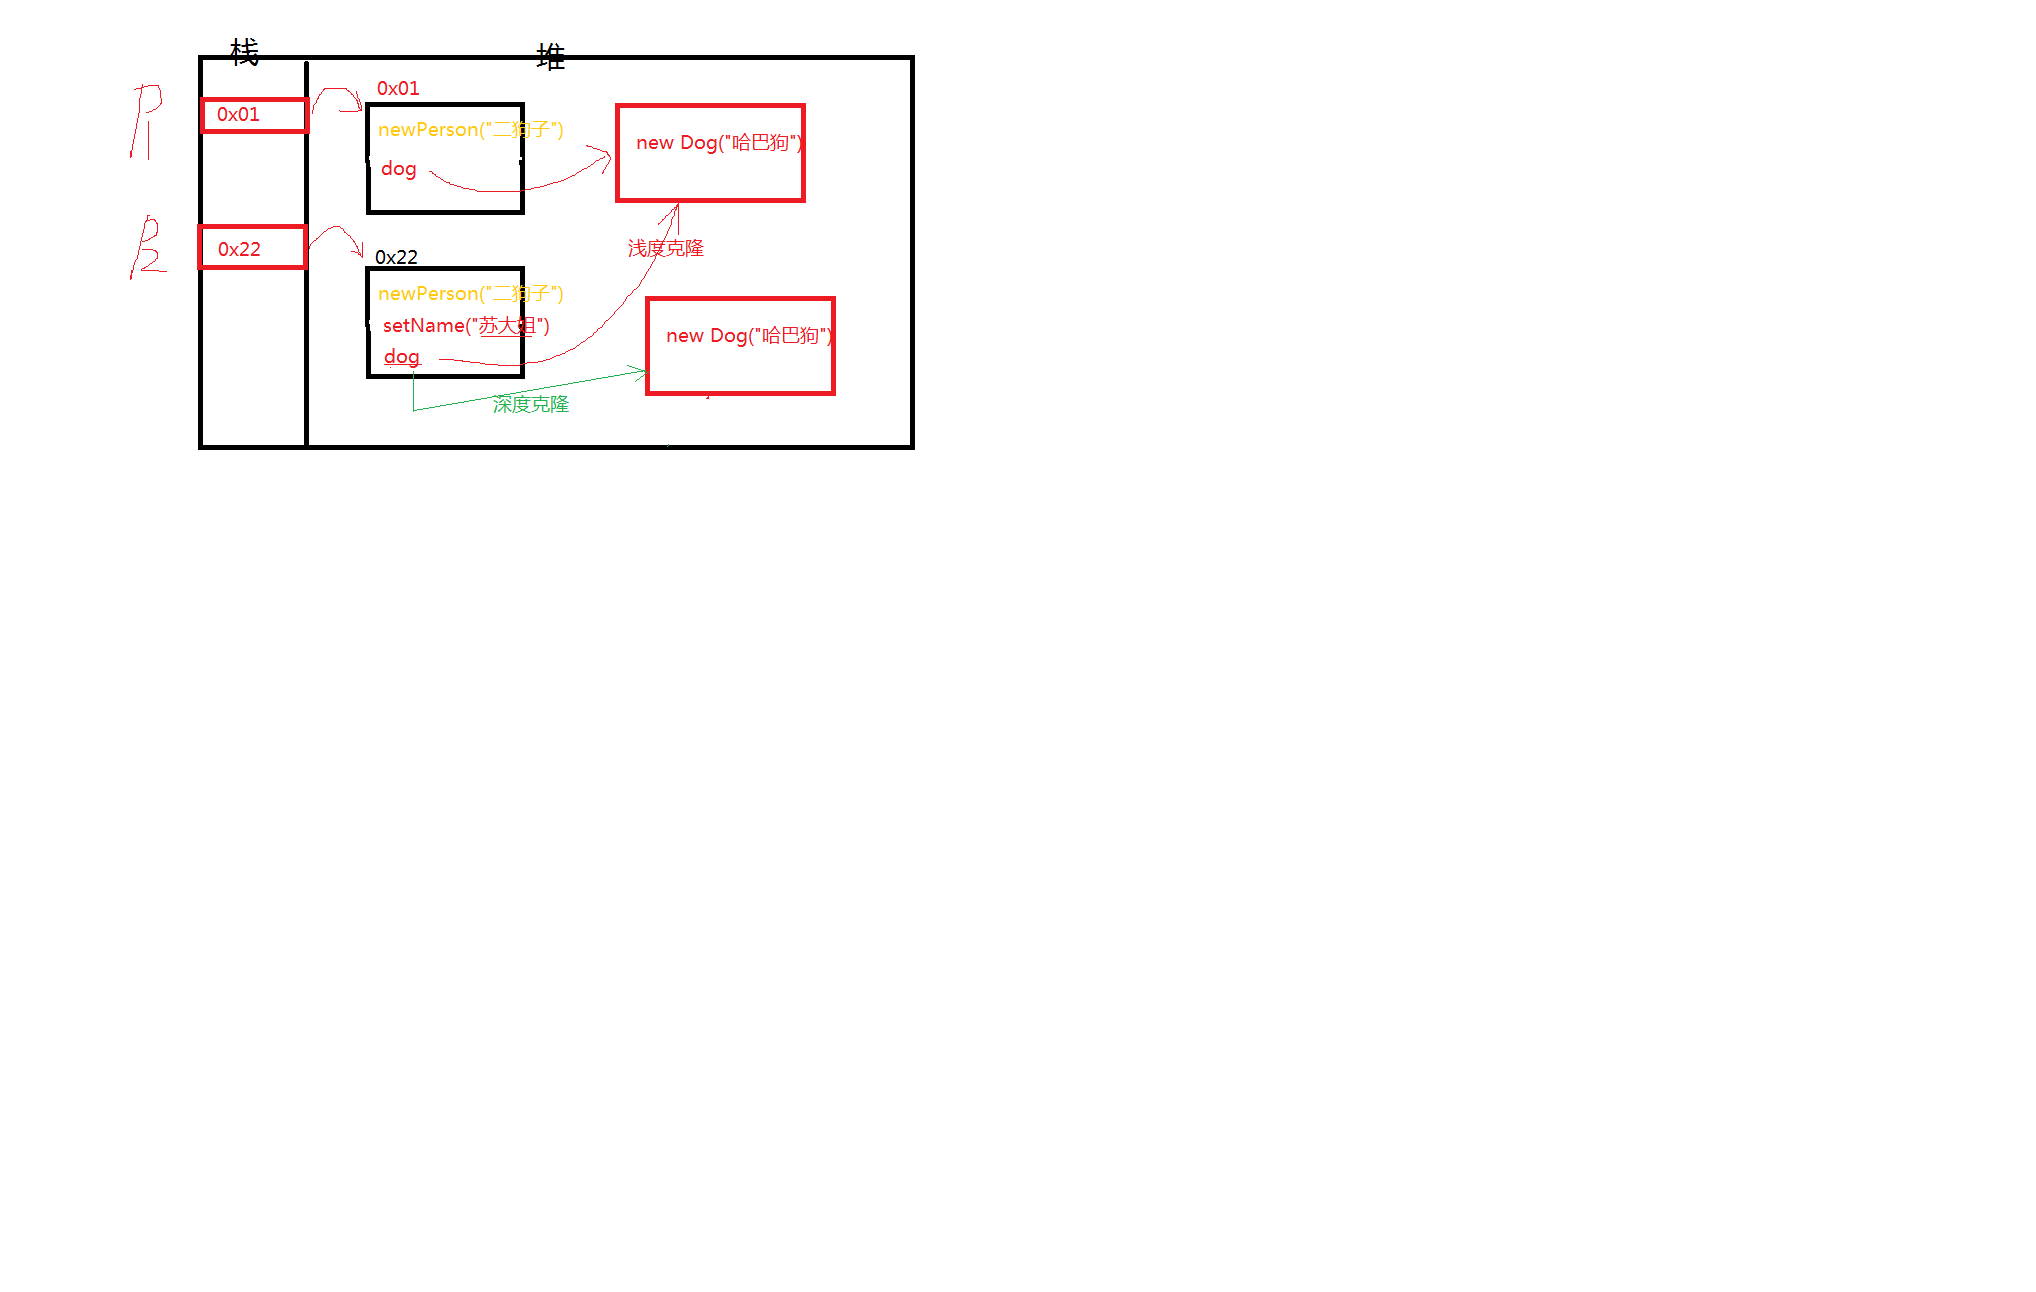 栈
堆
P1
0x01
0x01
newPerson("二狗子")
dog
new Dog("哈巴狗")
P2
0x22
0x22
浅度克隆
newPerson("二狗子")
setName("苏大姐")
dog
new Dog("哈巴狗")
深度克隆